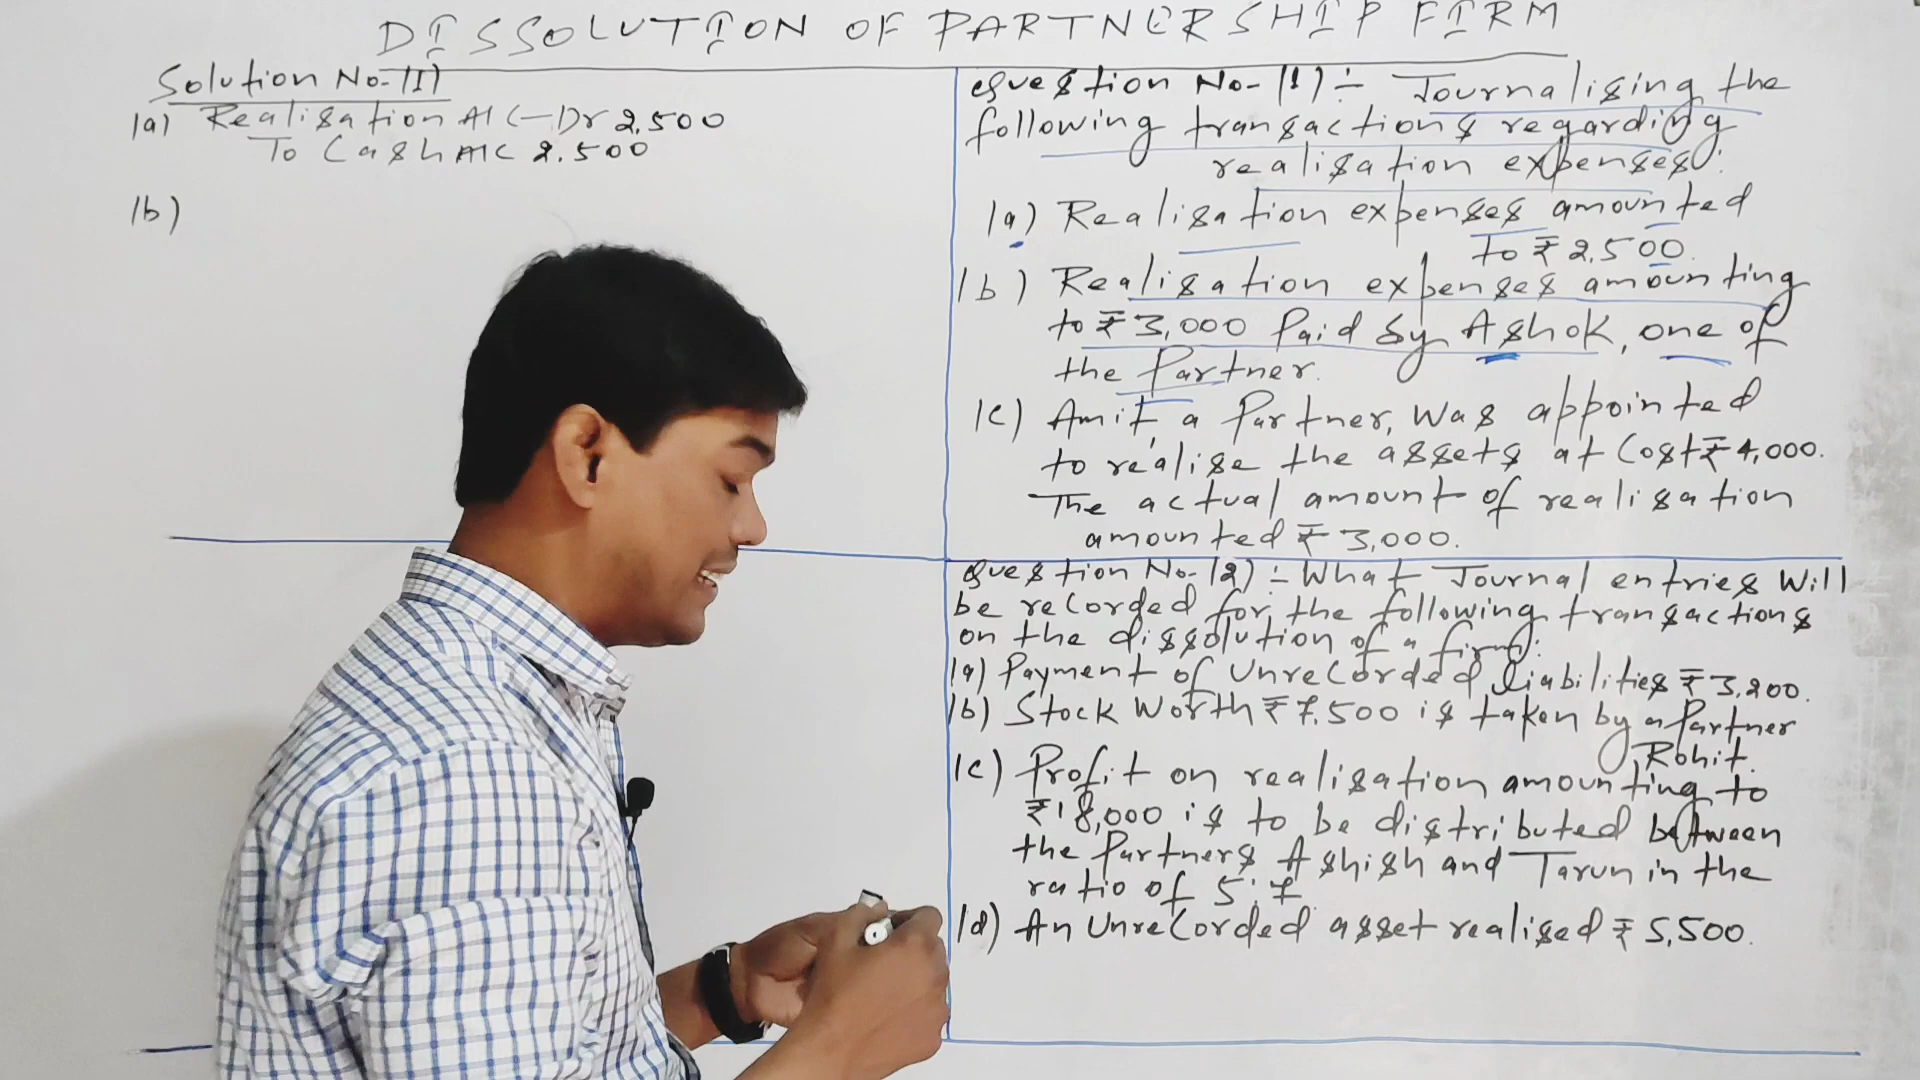 DISSOLUTION OF PARTNERSHIP FIRM
Solution No-(1)
(a) Realisation A/C-Dr 2,500
To Cash A/C 2,500
(b)
Question No-(1):- Journalising the
following transactions regarding
realisation expenses:
(a) Realisation expenses amounted
to ₹ 2,500.
(b) Realisation expenses amounting
to ₹ 3,000 Paid by Ashok, one of
the Partner.
(c) Amit, a Partner, Was appointed
to realise the assets at Cost ₹ 4,000.
The actual amount of realisation
amounted ₹ 3,000.
Question No-(2):- What Journal entries Will
be recorded for the following transactions
on the dissolution of a firm:
(a) Payment of Unrecorded liabilities ₹ 3,200.
(b) Stock Worth ₹ 7,500 is taken by a Partner
Rohit.
(c) Profit on realisation amounting to
₹ 18,000 is to be distributed between
the Partners Ashish and Tarun in the
ratio of 5:7
(d) An Unrecorded asset realised ₹ 5,500.